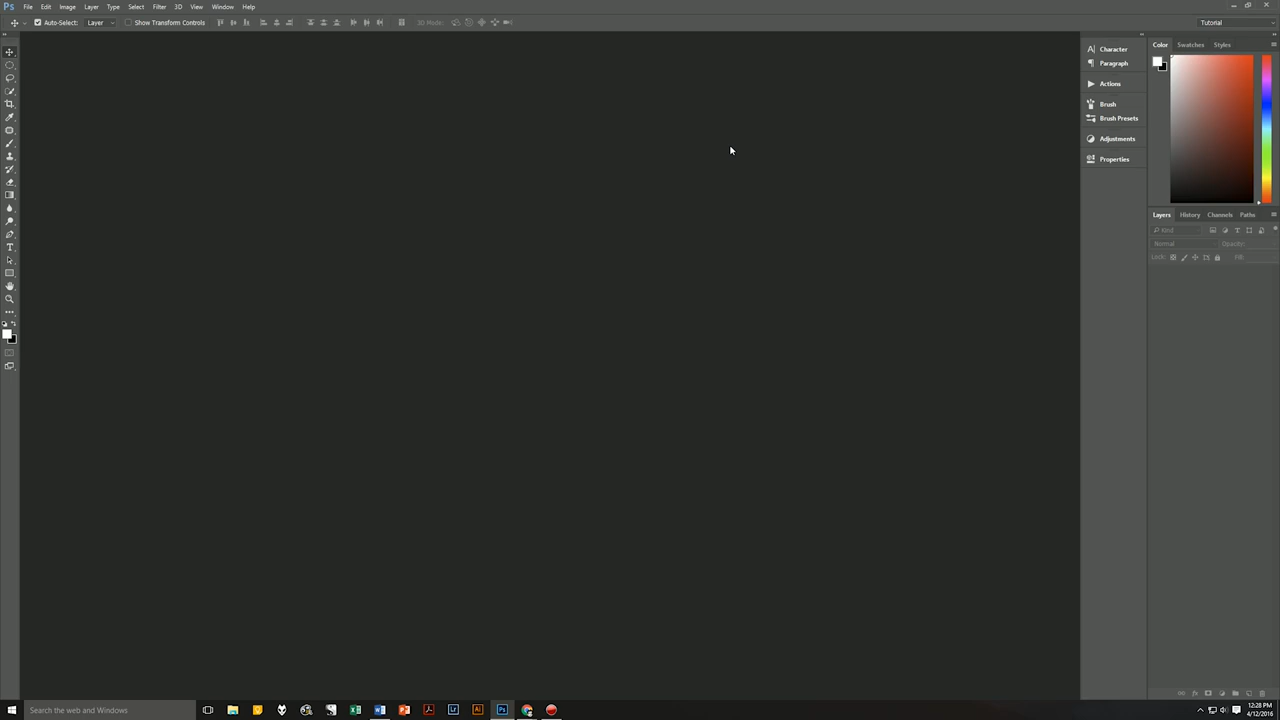 Ps File Edit Image Layer Type Select Filter 3D View Window Help
Auto-Select: Layer Show Transform Controls 3D Mode: Tutorial
Character
Paragraph
Actions
Brush
Brush Presets
Adjustments
Properties
Color Swatches Styles
Layers History Channels Paths
Kind
Normal Opacity:
Lock: Fill:
Search the web and Windows
12:28 PM
4/12/2016